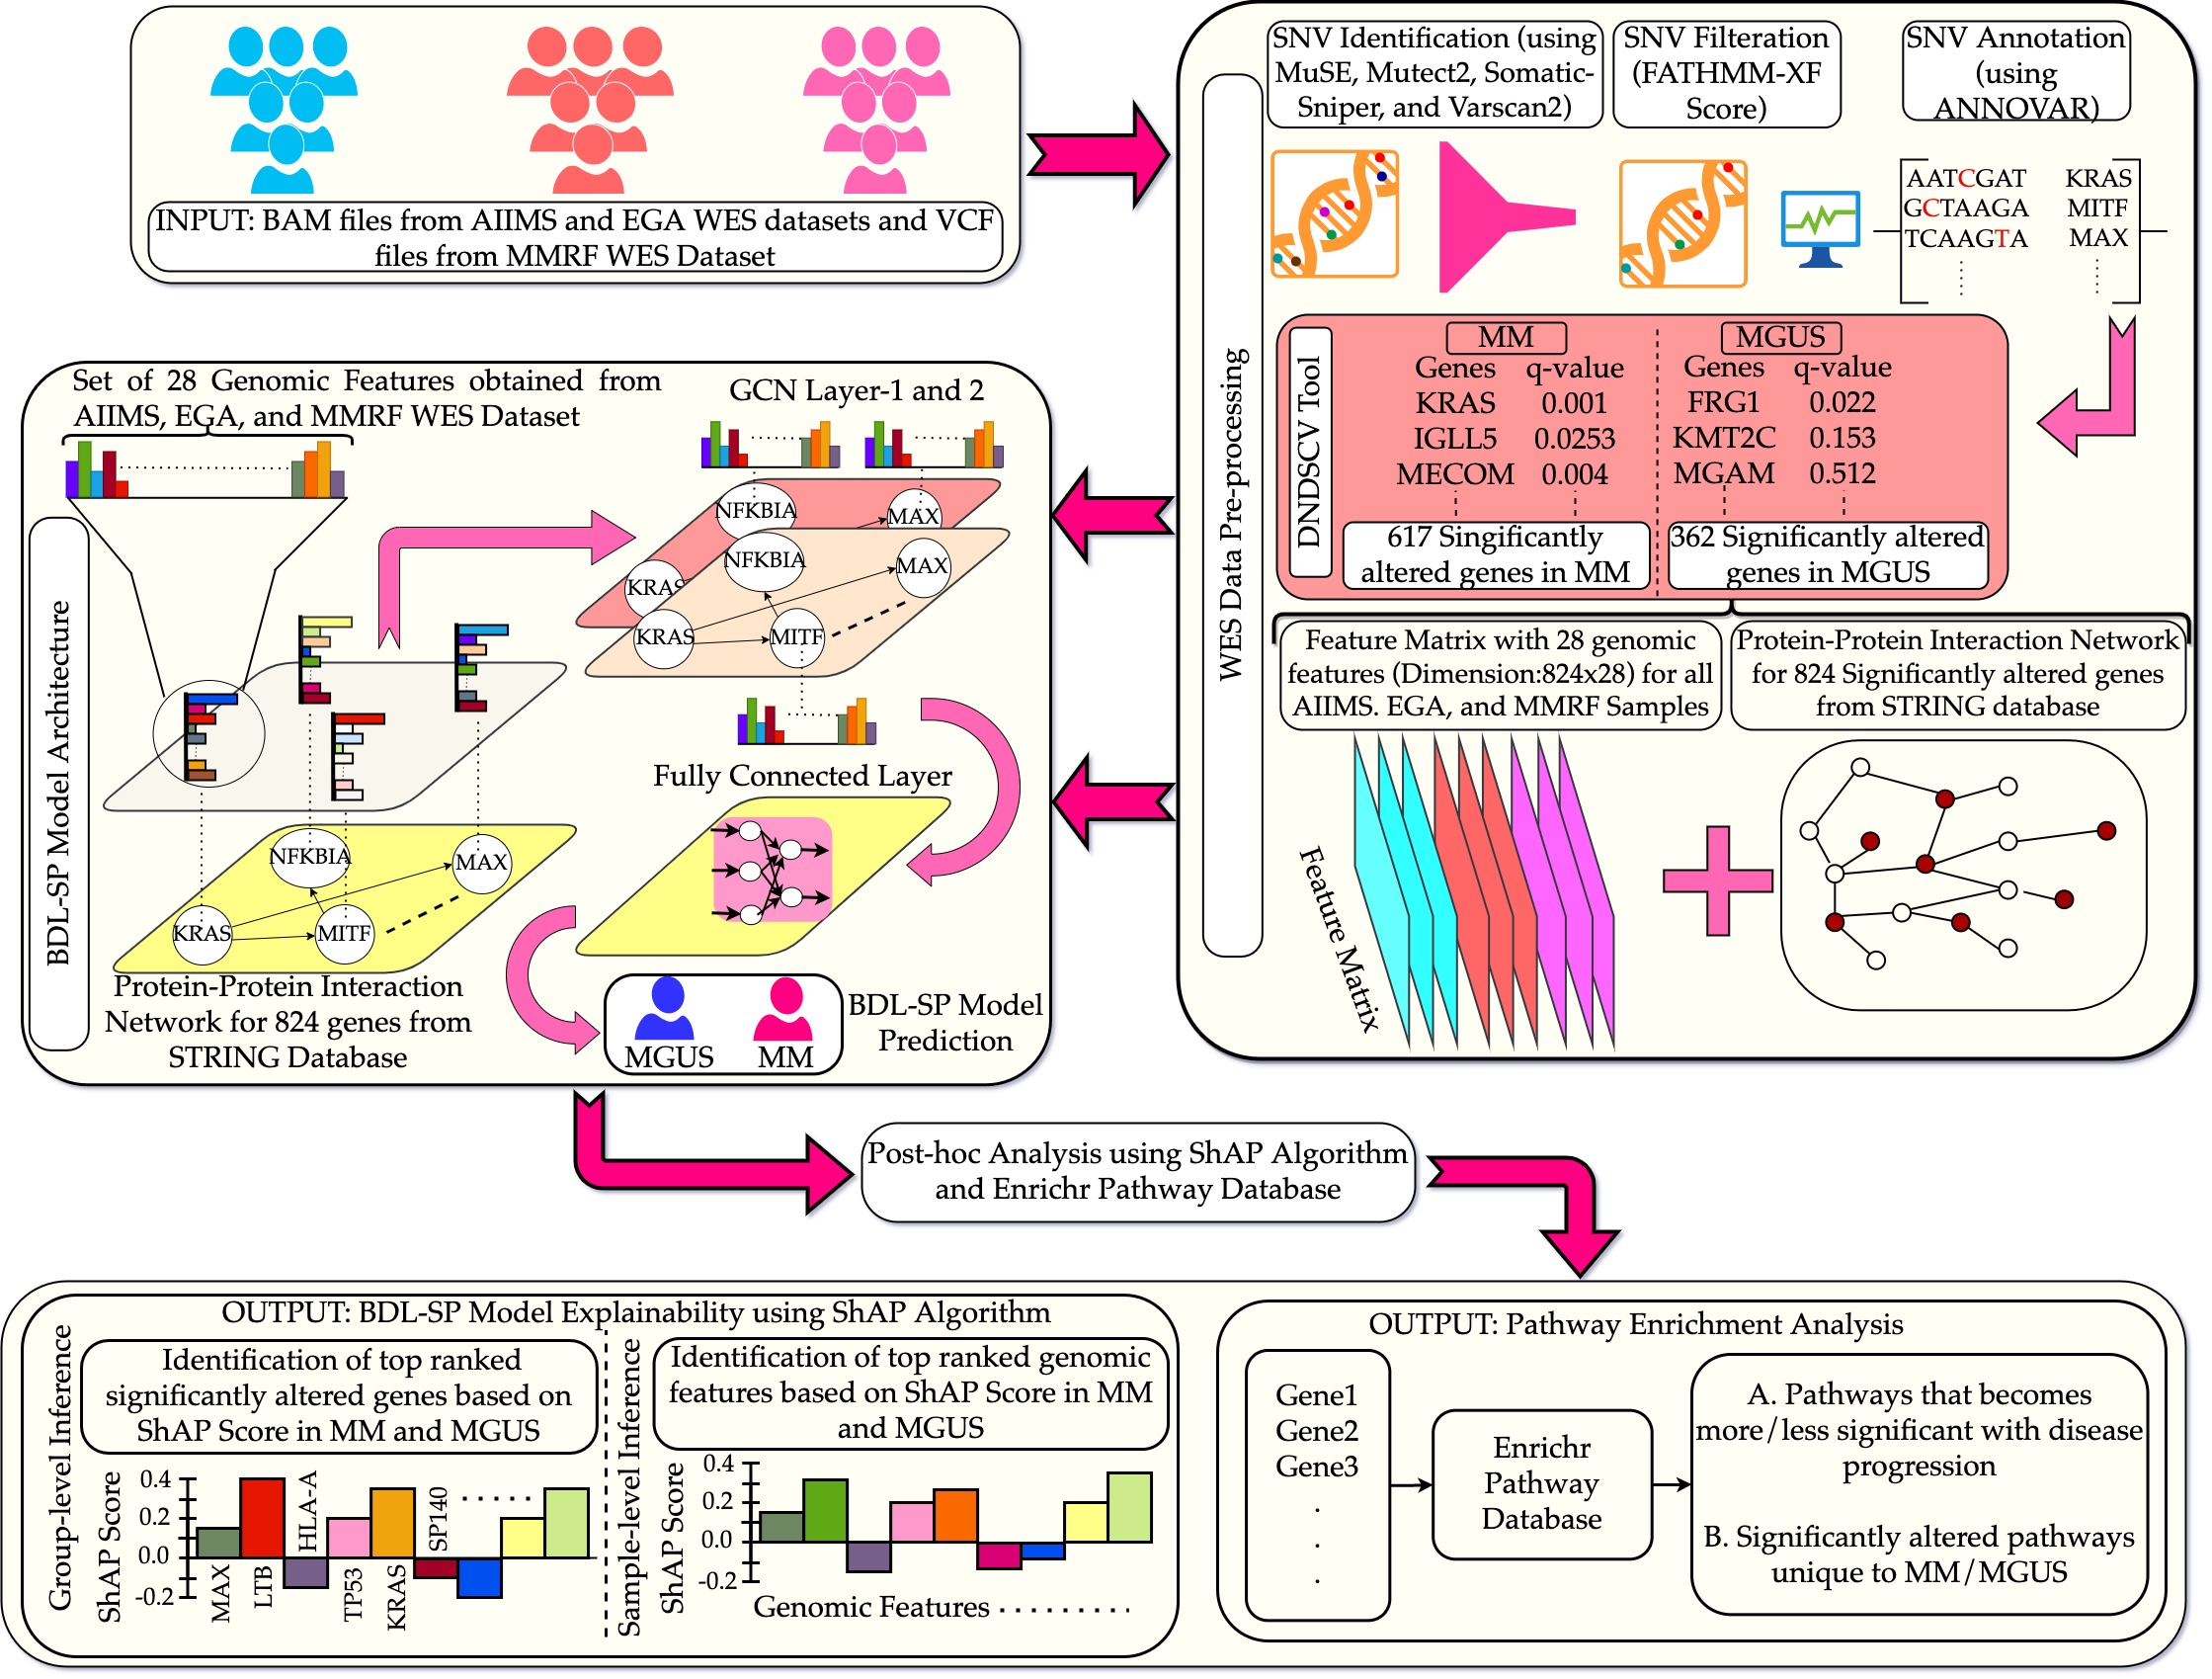 INPUT: BAM files from AIIMS and EGA WES datasets and VCF
files from MMRF WES Dataset
WES Data Pre-processing
SNV Identification (using
MuSE, Mutect2, Somatic-
Sniper, and Varscan2)
SNV Filteration
(FATHMM-XF
Score)
SNV Annotation
(using
ANNOVAR)
AATCGAT KRAS
GCTAAGA MITF
TCAAGTA MAX
DNDSCV Tool
MM
Genes q-value
KRAS 0.001
IGLL5 0.0253
MECOM 0.004
617 Singificantly
altered genes in MM
MGUS
Genes q-value
FRG1 0.022
KMT2C 0.153
MGAM 0.512
362 Significantly altered
genes in MGUS
Feature Matrix with 28 genomic
features (Dimension:824x28) for all
AIIMS. EGA, and MMRF Samples
Protein-Protein Interaction Network
for 824 Significantly altered genes
from STRING database
Feature Matrix
BDL-SP Model Architecture
Set of 28 Genomic Features obtained from
AIIMS, EGA, and MMRF WES Dataset
GCN Layer-1 and 2
NFKBIA
MAX
KRAS
NFKBIA
MAX
KRAS
MITF
Fully Connected Layer
NFKBIA
MAX
KRAS
MITF
Protein-Protein Interaction
Network for 824 genes from
STRING Database
MGUS
MM
BDL-SP Model
Prediction
Post-hoc Analysis using ShAP Algorithm
and Enrichr Pathway Database
OUTPUT: BDL-SP Model Explainability using ShAP Algorithm
Group-level Inference
Identification of top ranked
significantly altered genes based on
ShAP Score in MM and MGUS
ShAP Score
0.4
0.2
0.0
-0.2
MAX
LTB
HLA-A
TP53
KRAS
SP140
Sample-level Inference
Identification of top ranked genomic
features based on ShAP Score in MM
and MGUS
ShAP Score
0.4
0.2
0.0
-0.2
Genomic Features
OUTPUT: Pathway Enrichment Analysis
Gene1
Gene2
Gene3
.
.
.
Enrichr
Pathway
Database
A. Pathways that becomes
more/less significant with disease
progression
B. Significantly altered pathways
unique to MM/MGUS